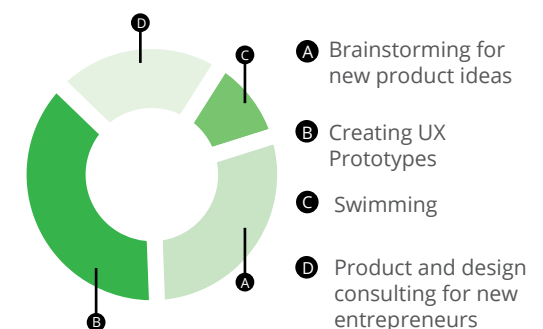 D
C
A
B
A Brainstorming for
new product ideas
B Creating UX
Prototypes
C Swimming
D Product and design
consulting for new
entrepreneurs